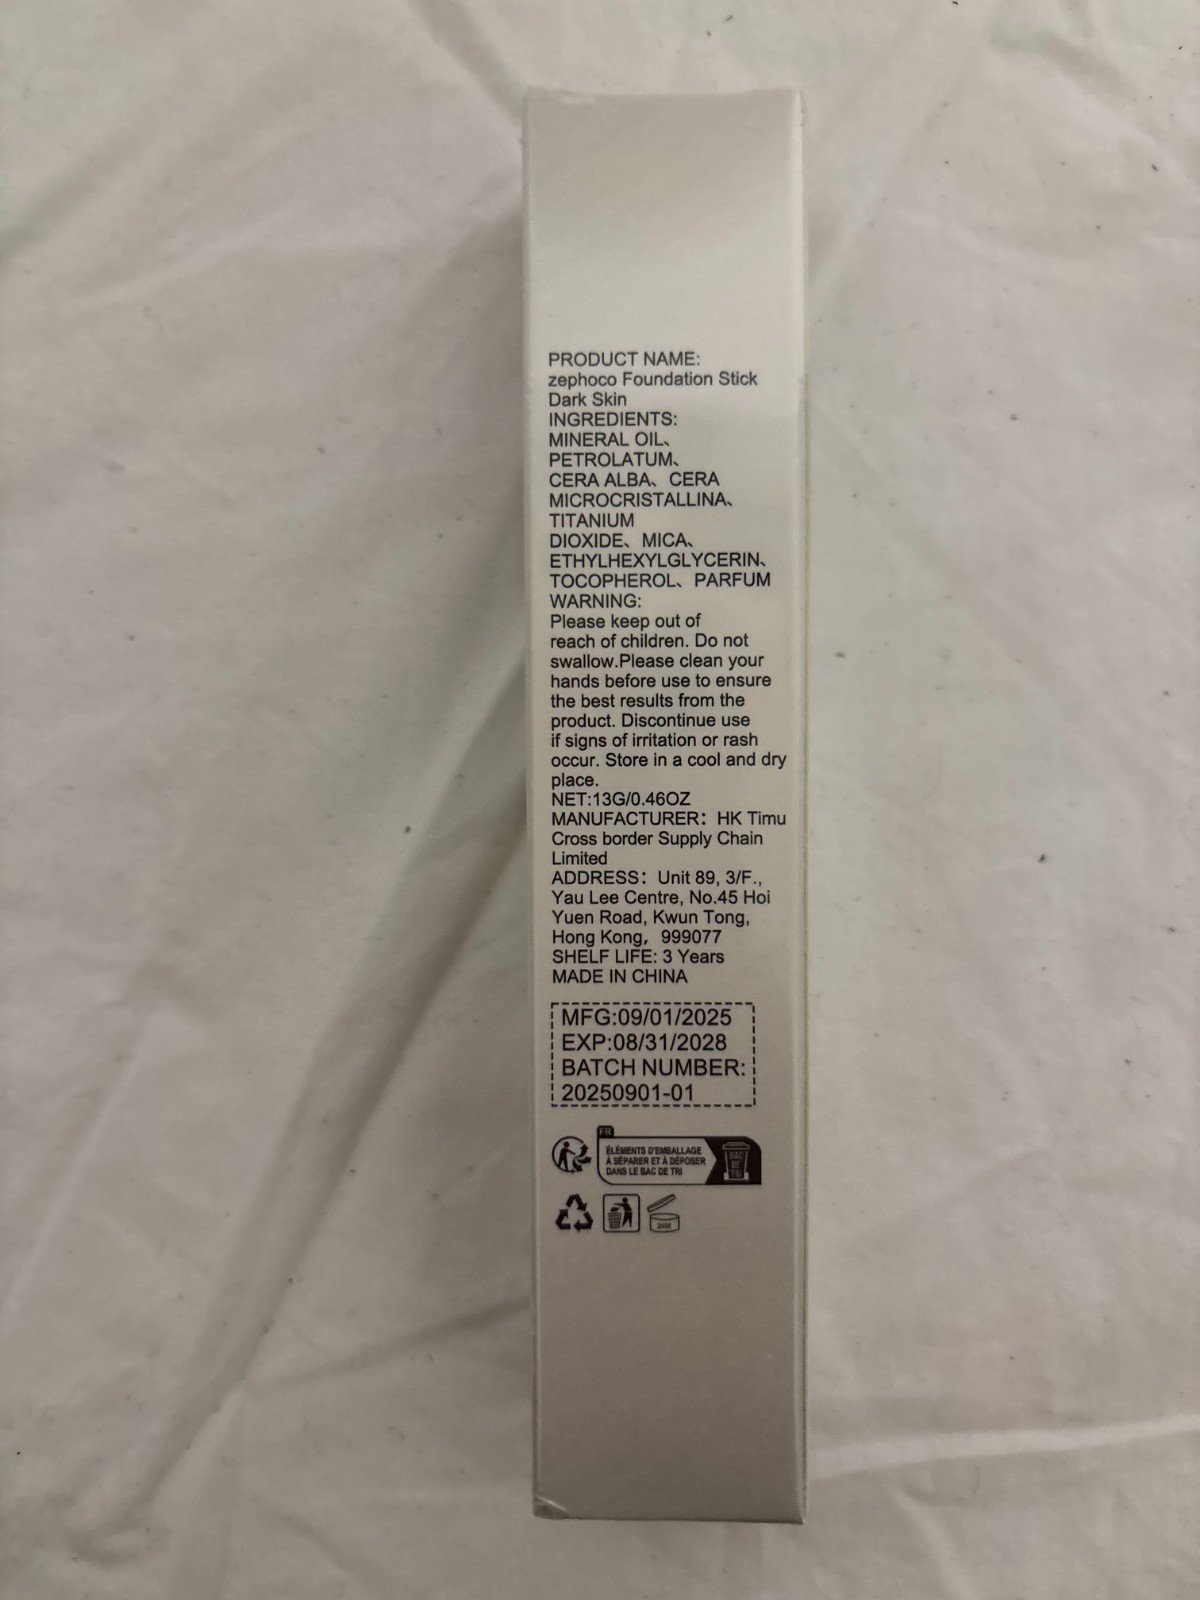 PRODUCT NAME:
zephoco Foundation Stick
Dark Skin
INGREDIENTS:
MINERAL OIL、
PETROLATUM、
CERA ALBA、CERA
MICROCRISTALLINA、
TITANIUM
DIOXIDE、MICA、
ETHYLHEXYLGLYCERIN、
TOCOPHEROL、PARFUM
WARNING:
Please keep out of
reach of children. Do not
swallow.Please clean your
hands before use to ensure
the best results from the
product. Discontinue use
if signs of irritation or rash
occur. Store in a cool and dry
place.
NET:13G/0.46OZ
MANUFACTURER：HK Timu
Cross border Supply Chain
Limited
ADDRESS：Unit 89, 3/F.,
Yau Lee Centre, No.45 Hoi
Yuen Road, Kwun Tong,
Hong Kong，999077
SHELF LIFE: 3 Years
MADE IN CHINA
MFG:09/01/2025
EXP:08/31/2028
BATCH NUMBER:
20250901-01
FR
ÉLÉMENTS D'EMBALLAGE
À SÉPARER ET À DÉPOSER
DANS LE BAC DE TRI
BAC
DE
TRI
24M